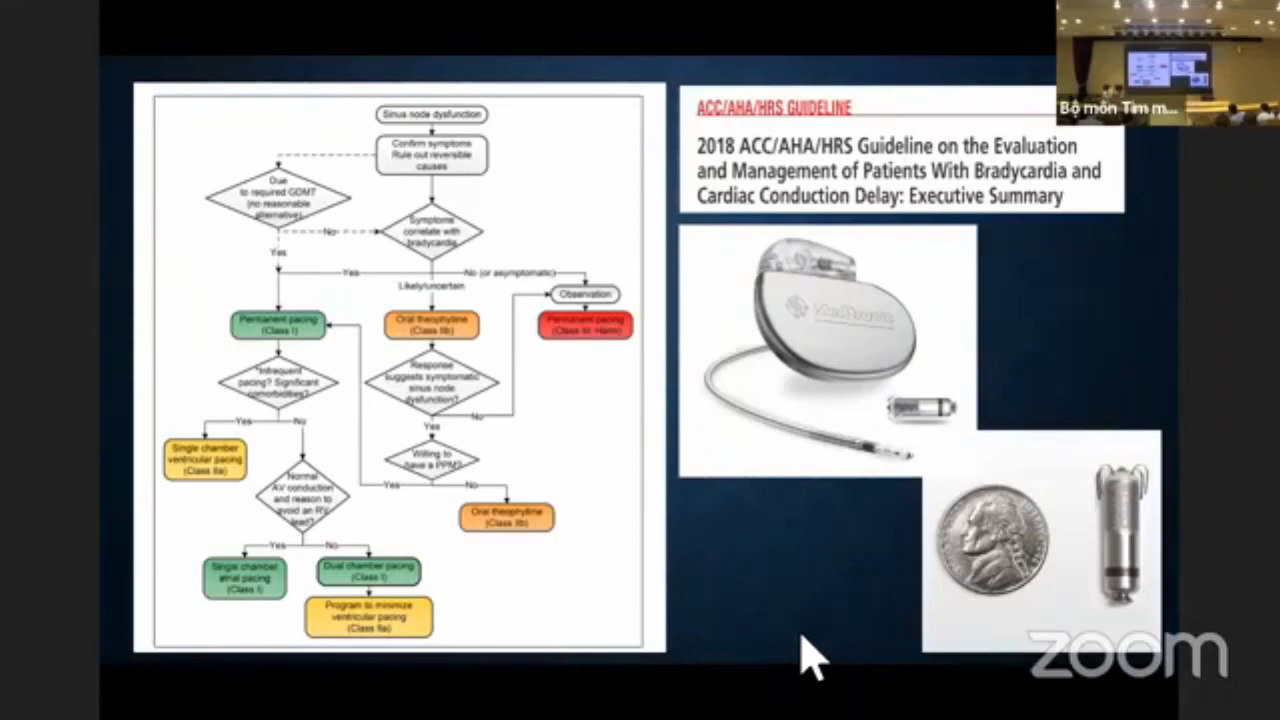 Sinus node dysfunction
Confirm symptoms
Rule out reversible
causes
Due
to required GDMT
(no reasonable
alternative)
No
Yes
Symptoms
correlate with
bradycardia
Yes
No (or asymptomatic)
Likely/uncertain
Observation
Permanent pacing
(Class I)
Oral theophylline
(Class IIb)
Permanent pacing
(Class III: Harm)
Infrequent
pacing? Significant
comorbidities?
Response
suggests symptomatic
sinus node
dysfunction?
Yes
No
No
Yes
Single chamber
ventricular pacing
(Class IIa)
Willing to
have a PPM?
Yes
No
Normal
AV conduction
and reason to
avoid an RV
lead?
Oral theophylline
(Class IIb)
Yes
No
Single chamber
atrial pacing
(Class I)
Dual chamber pacing
(Class I)
Program to minimize
ventricular pacing
(Class IIa)
ACC/AHA/HRS GUIDELINE
2018 ACC/AHA/HRS Guideline on the Evaluation
and Management of Patients With Bradycardia and
Cardiac Conduction Delay: Executive Summary
Medtronic
Bộ môn Tim m...
zoom